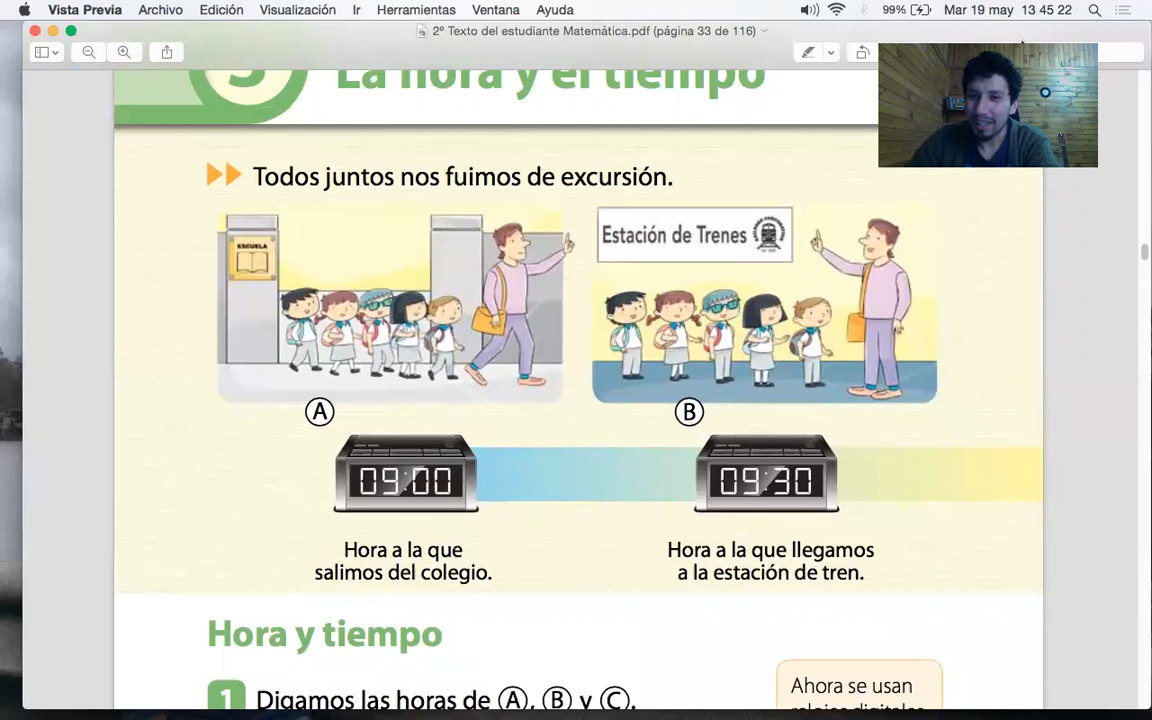 Vista Previa Archivo Edición Visualización Ir Herramientas Ventana Ayuda 99% Mar 19 may 13 45 22
2º Texto del estudiante Matemática.pdf (página 33 de 116)
3 La hora y el tiempo
Todos juntos nos fuimos de excursión.
ESCUELA
Estación de Trenes
A
B
09:00
09:30
Hora a la que
salimos del colegio.
Hora a la que llegamos
a la estación de tren.
Hora y tiempo
1 Digamos las horas de A, B y C.
Ahora se usan
relojes digitales